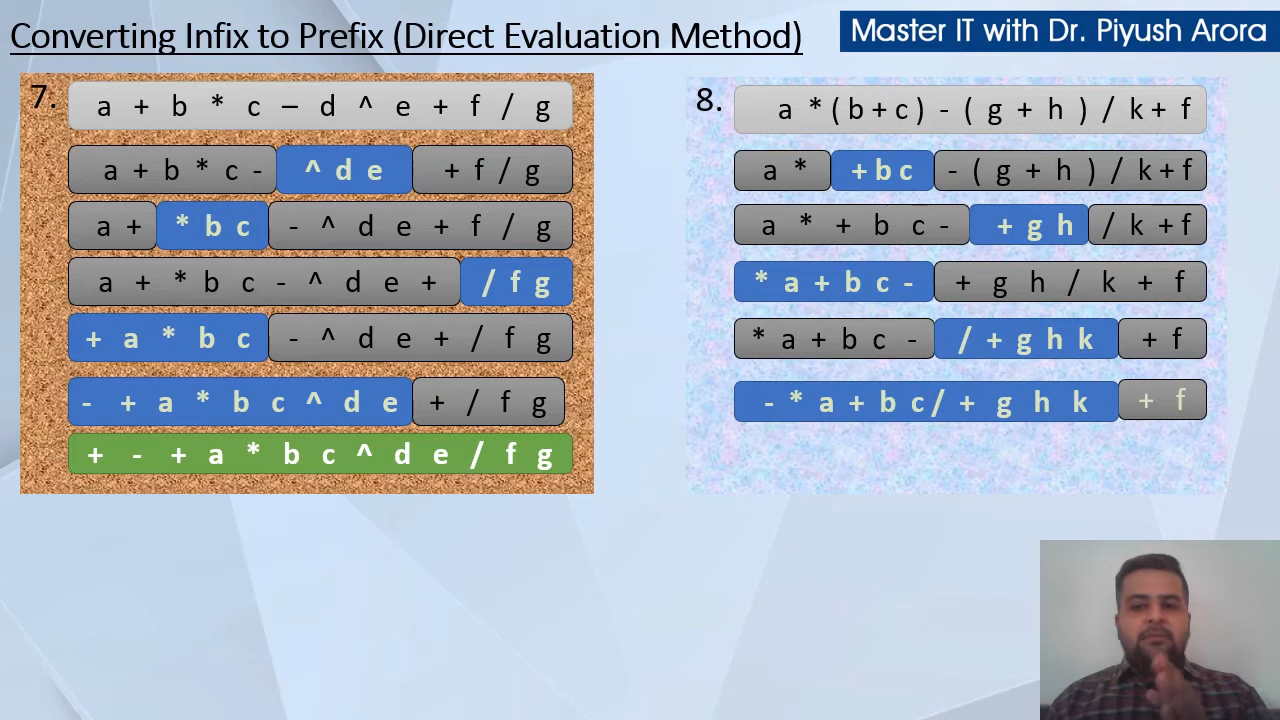 Converting Infix to Prefix (Direct Evaluation Method)
Master IT with Dr. Piyush Arora
7.
a + b * c – d ^ e + f / g
a + b * c - ^ d e + f / g
a + * b c - ^ d e + f / g
a + * b c - ^ d e + / f g
+ a * b c - ^ d e + / f g
- + a * b c ^ d e + / f g
+ - + a * b c ^ d e / f g
8.
a * ( b + c ) - ( g + h ) / k + f
a * + b c - ( g + h ) / k + f
a * + b c - + g h / k + f
* a + b c - + g h / k + f
* a + b c - / + g h k + f
- * a + b c / + g h k + f